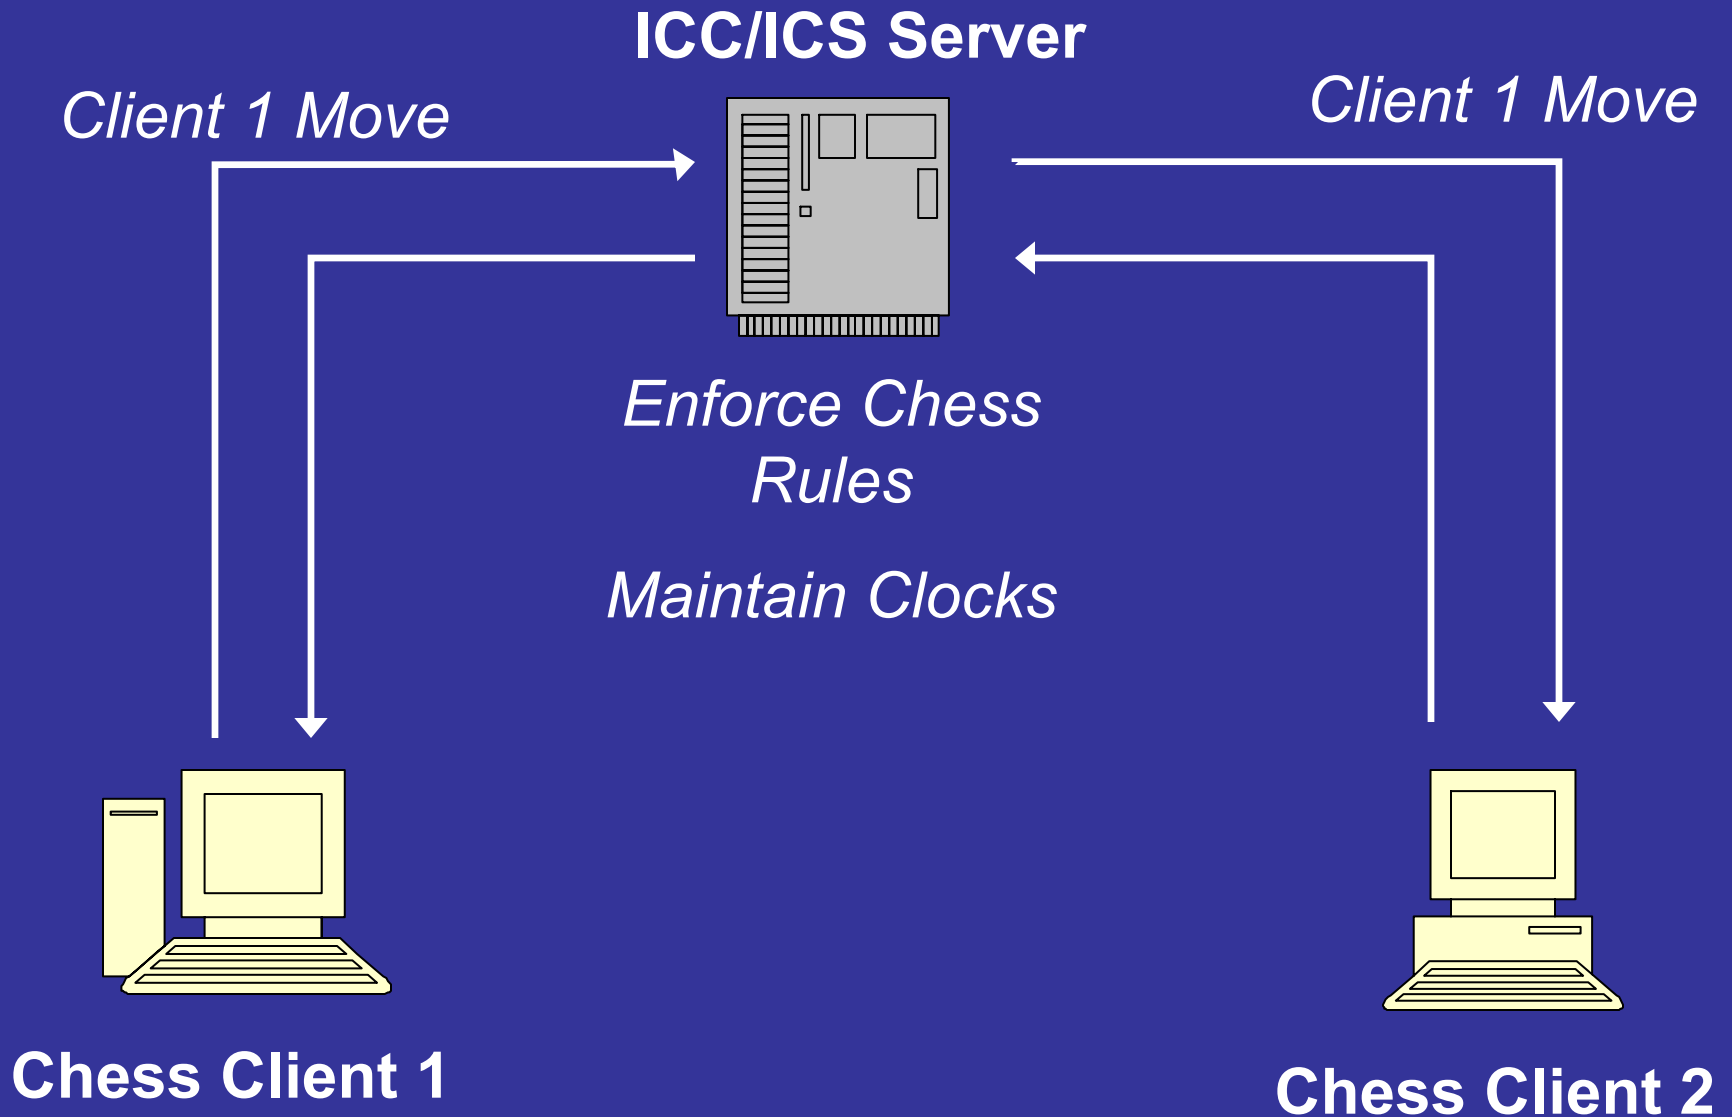 ICC/ICS Server
Client 1 Move
Client 1 Move
Enforce Chess
Rules
Maintain Clocks
Chess Client 1
Chess Client 2